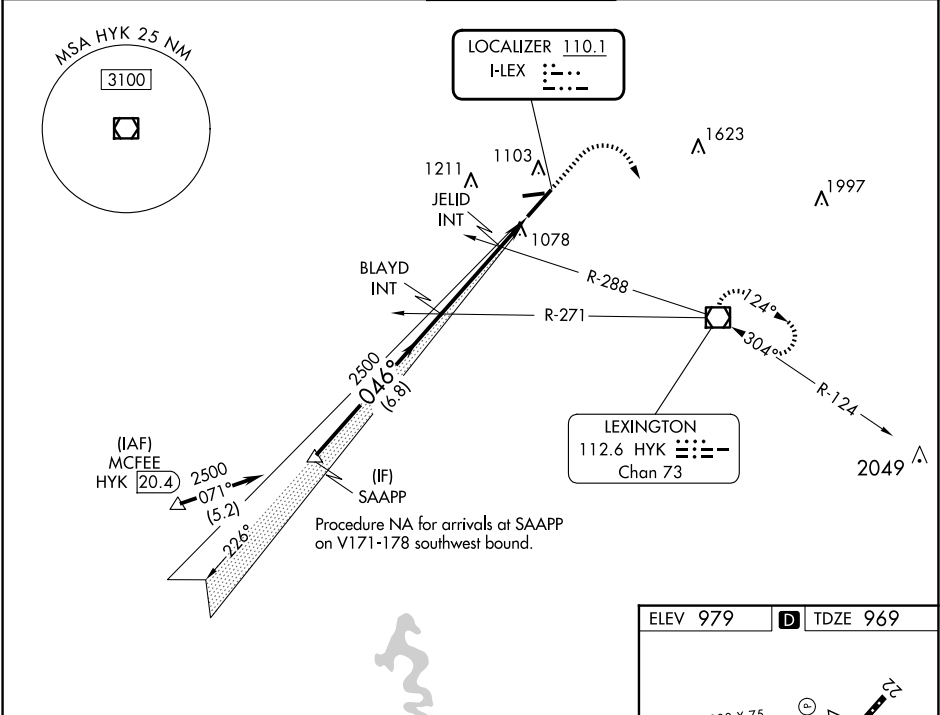 MSA HYK 25 NM
3100
LOCALIZER 110.1
I-LEX
1623
1103
1211
1997
JELID
INT
1078
BLAYD
INT
R-288
R-271
124°
304°
R-124
2500
046°
(6.8)
LEXINGTON
112.6 HYK
Chan 73
2049
(IAF)
MCFEE
HYK 20.4
2500
071°
(5.2)
(IF)
SAAPP
226°
Procedure NA for arrivals at SAAPP
on V171-178 southwest bound.
ELEV 979 D TDZE 969
22
P
X 75